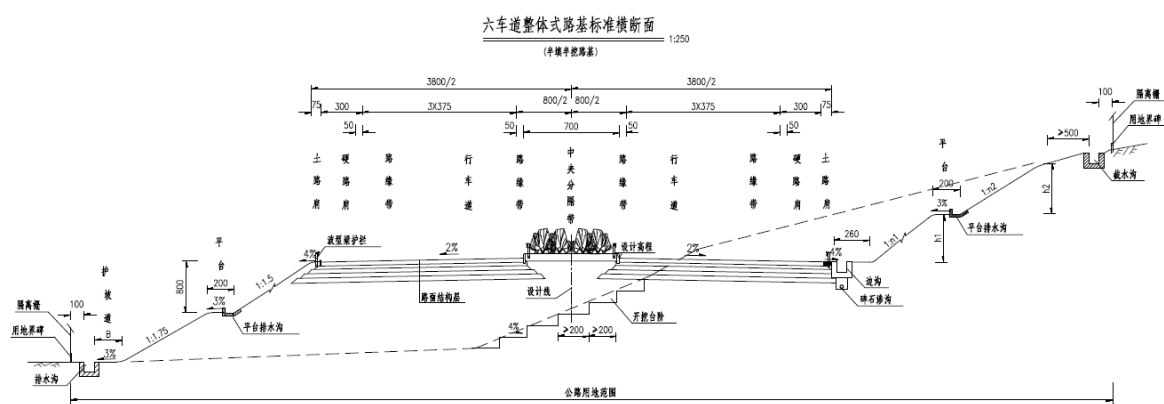 六车道整体式路基标准横断面
1:250
(半填半挖路基)
3800/2 3800/2
75 300 3X375 800/2 800/2 3X375 300 75
50 50 700 50 50
100
隔离栅
用地界碑
≥500
截水沟
土路肩
硬路肩
路缘带
行车道
路缘带
中央分隔带
路缘带
行车道
路缘带
硬路肩
土路肩
平台
200
3%
1:n2
h2
平台排水沟
1:n1
h1
260
4%
边沟
碎石渗沟
波型梁护栏
4%
2%
设计高程
2%
路面结构层
设计线
开挖台阶
4%
≥200 ≥200
平台
200
3%
1:1.5
800
平台排水沟
1:1.75
护坡道
B
3%
隔离栅
100
用地界碑
排水沟
公路用地范围